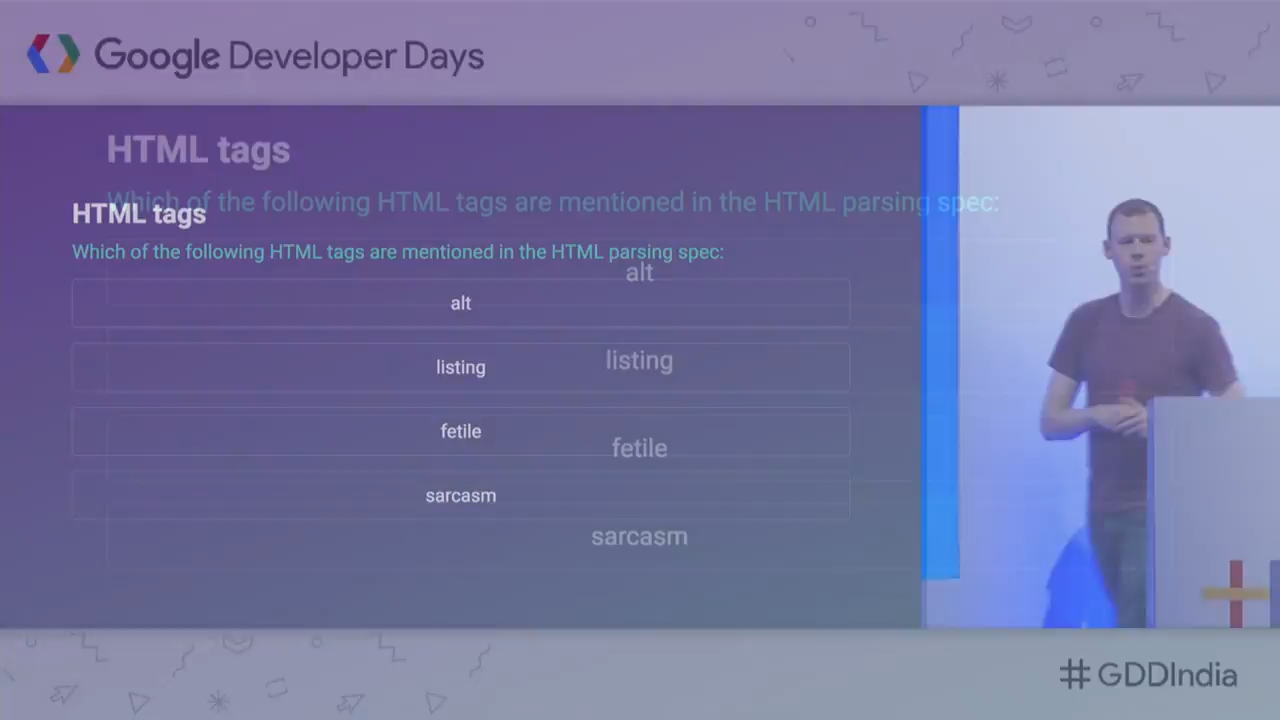 Google Developer Days
HTML tags
Which of the following HTML tags are mentioned in the HTML parsing spec:
HTML tags
Which of the following HTML tags are mentioned in the HTML parsing spec:
alt
alt
listing
listing
fetile
fetile
sarcasm
sarcasm
#GDDIndia